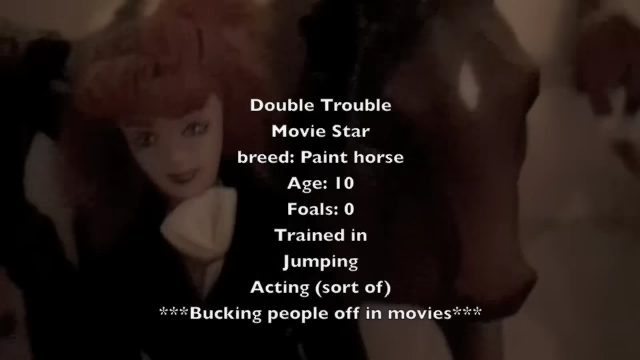 Double Trouble
Movie Star
breed: Paint horse
Age: 10
Foals: 0
Trained in
Jumping
Acting (sort of)
***Bucking people off in movies***